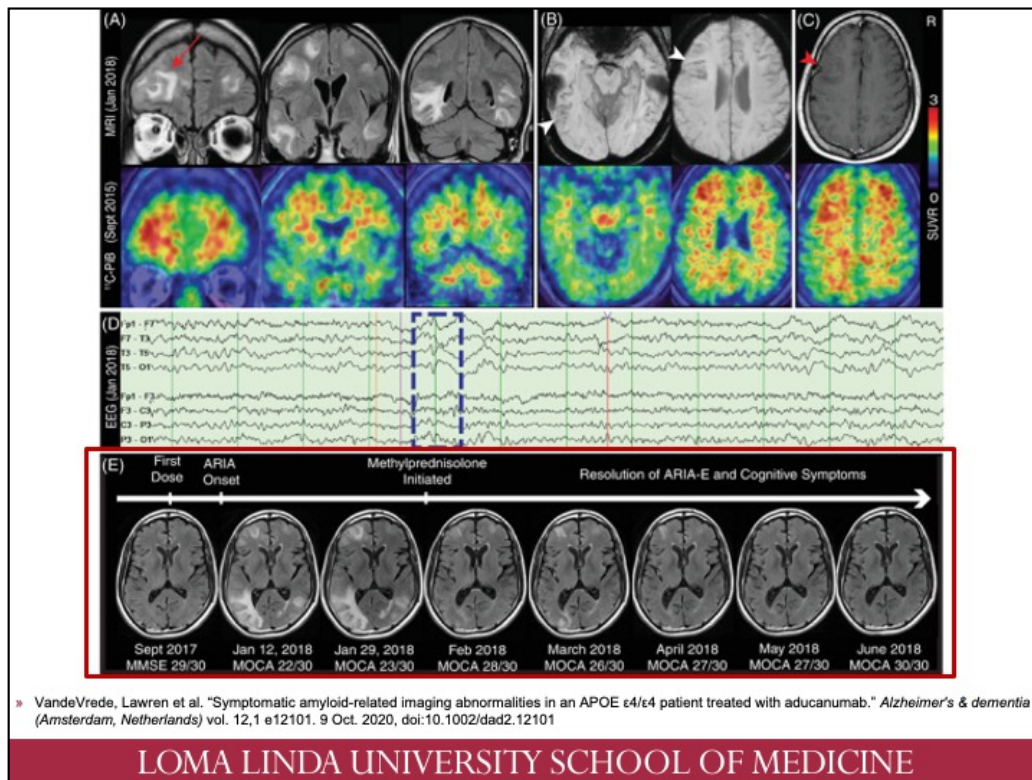 (A)
(B)
(C)
R
MRI (Jan 2018)
3
0
SUVR
¹¹C-PiB (Sept 2015)
(D)
EEG (Jan 2018)
Fp1 - F7
F7 - T3
T3 - T5
T5 - O1
Fp1 - F3
F3 - C3
C3 - P3
P3 - O1
(E)
First
Dose
ARIA
Onset
Methylprednisolone
Initiated
Resolution of ARIA-E and Cognitive Symptoms
Sept 2017
MMSE 29/30
Jan 12, 2018
MOCA 22/30
Jan 29, 2018
MOCA 23/30
Feb 2018
MOCA 28/30
March 2018
MOCA 26/30
April 2018
MOCA 27/30
May 2018
MOCA 27/30
June 2018
MOCA 30/30
» VandeVrede, Lawren et al. “Symptomatic amyloid-related imaging abnormalities in an APOE ε4/ε4 patient treated with aducanumab.” Alzheimer's & dementia
(Amsterdam, Netherlands) vol. 12,1 e12101. 9 Oct. 2020, doi:10.1002/dad2.12101
LOMA LINDA UNIVERSITY SCHOOL OF MEDICINE